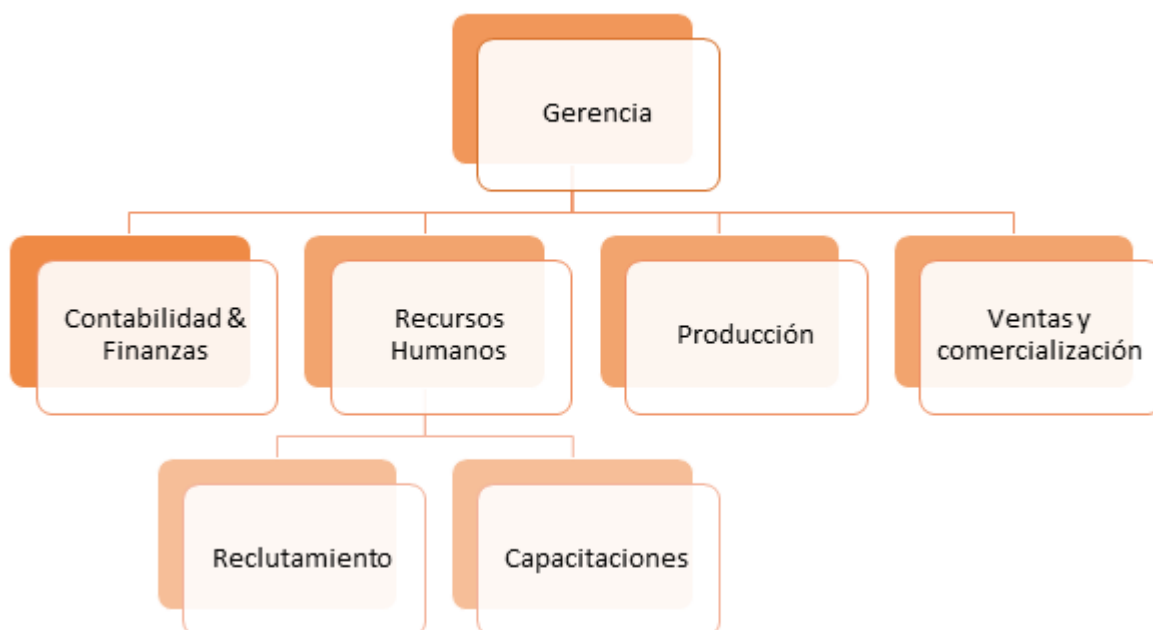 Gerencia
Contabilidad &
Finanzas
Recursos
Humanos
Producción
Ventas y
comercialización
Reclutamiento
Capacitaciones